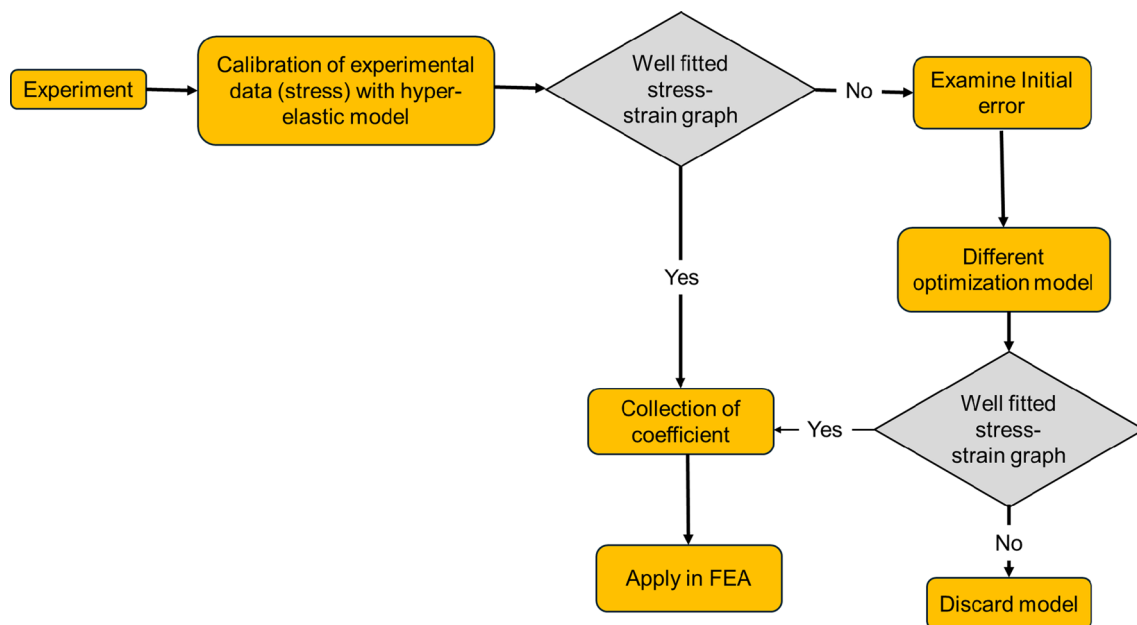 Experiment
Calibration of experimental
data (stress) with hyper-
elastic model
Well fitted
stress-
strain graph
No
Examine Initial
error
Yes
Different
optimization model
Collection of
coefficient
Yes
Well fitted
stress-
strain graph
Apply in FEA
No
Discard model